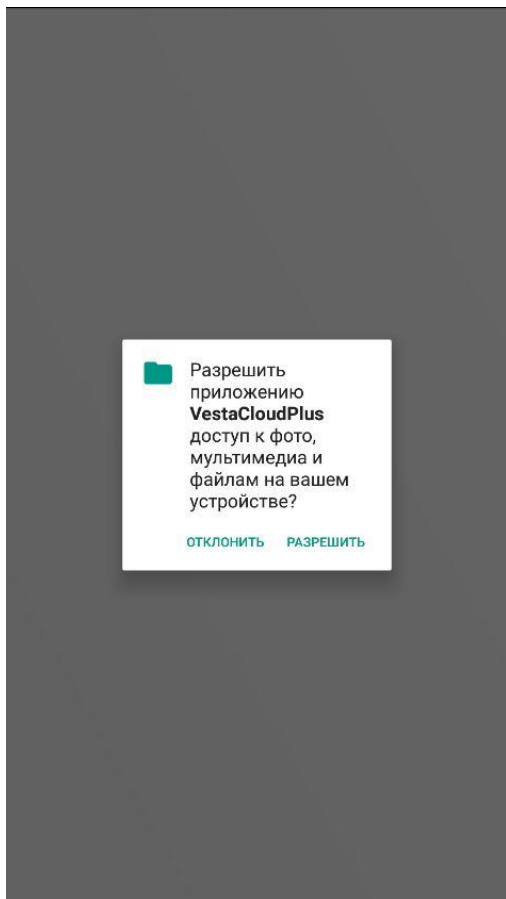 Разрешить
приложению
VestaCloudPlus
доступ к фото,
мультимедиа и
файлам на вашем
устройстве?
ОТКЛОНИТЬ РАЗРЕШИТЬ